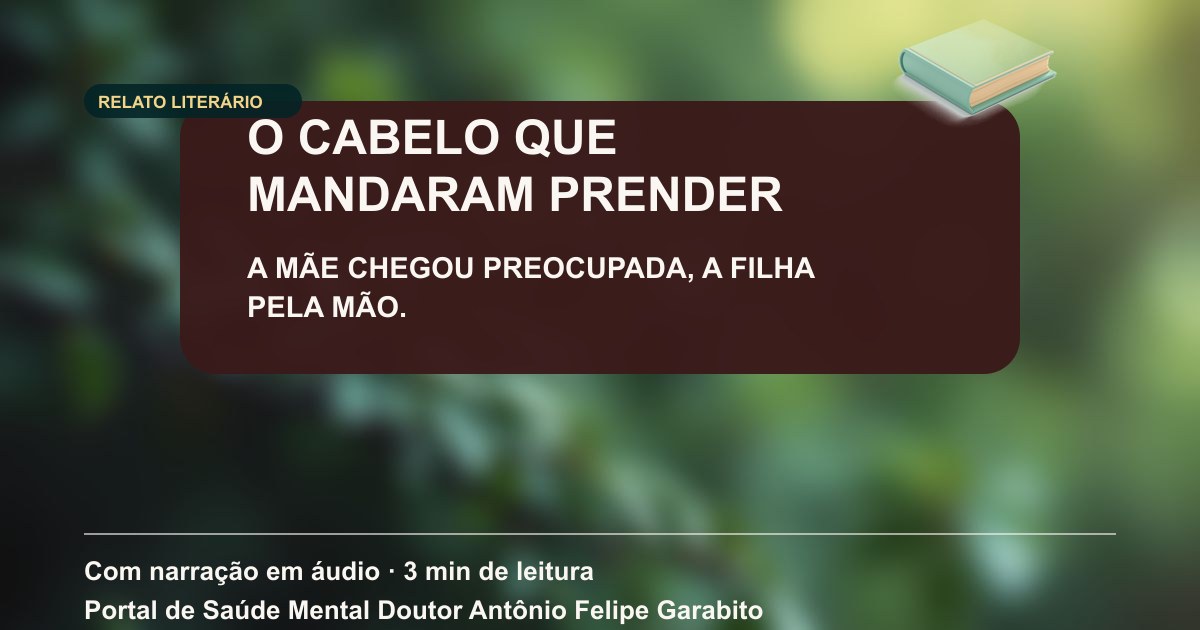 RELATO LITERÁRIO
O CABELO QUE
MANDARAM PRENDER
A MÃE CHEGOU PREOCUPADA, A FILHA
PELA MÃO.
Com narração em áudio · 3 min de leitura
Portal de Saúde Mental Doutor Antônio Felipe Garabito